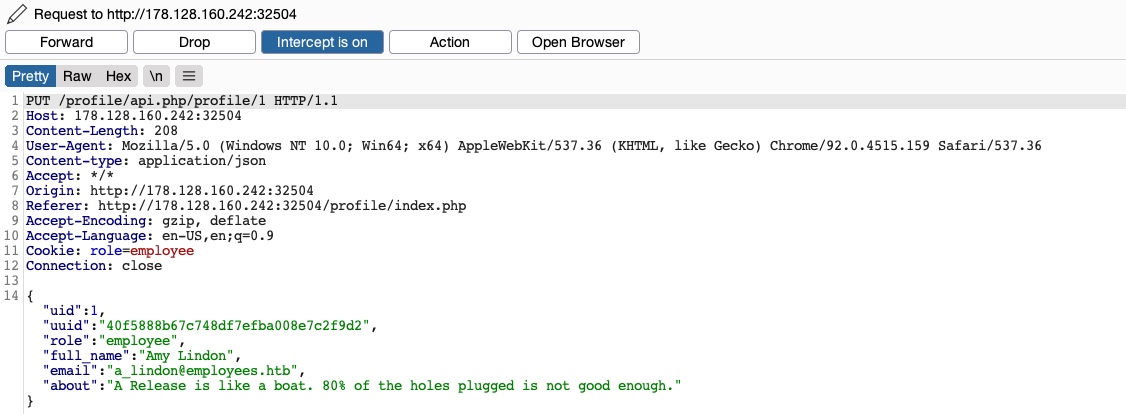 Request to http://178.128.160.242:32504
Forward Drop Intercept is on Action Open Browser
Pretty Raw Hex \n
1 PUT /profile/api.php/profile/1 HTTP/1.1
2 Host: 178.128.160.242:32504
3 Content-Length: 208
4 User-Agent: Mozilla/5.0 (Windows NT 10.0; Win64; x64) AppleWebKit/537.36 (KHTML, like Gecko) Chrome/92.0.4515.159 Safari/537.36
5 Content-type: application/json
6 Accept: */*
7 Origin: http://178.128.160.242:32504
8 Referer: http://178.128.160.242:32504/profile/index.php
9 Accept-Encoding: gzip, deflate
10 Accept-Language: en-US,en;q=0.9
11 Cookie: role=employee
12 Connection: close
13
14 {
"uid":1,
"uuid":"40f5888b67c748df7efba008e7c2f9d2",
"role":"employee",
"full_name":"Amy Lindon",
"email":"a_lindon@employees.htb",
"about":"A Release is like a boat. 80% of the holes plugged is not good enough."
}